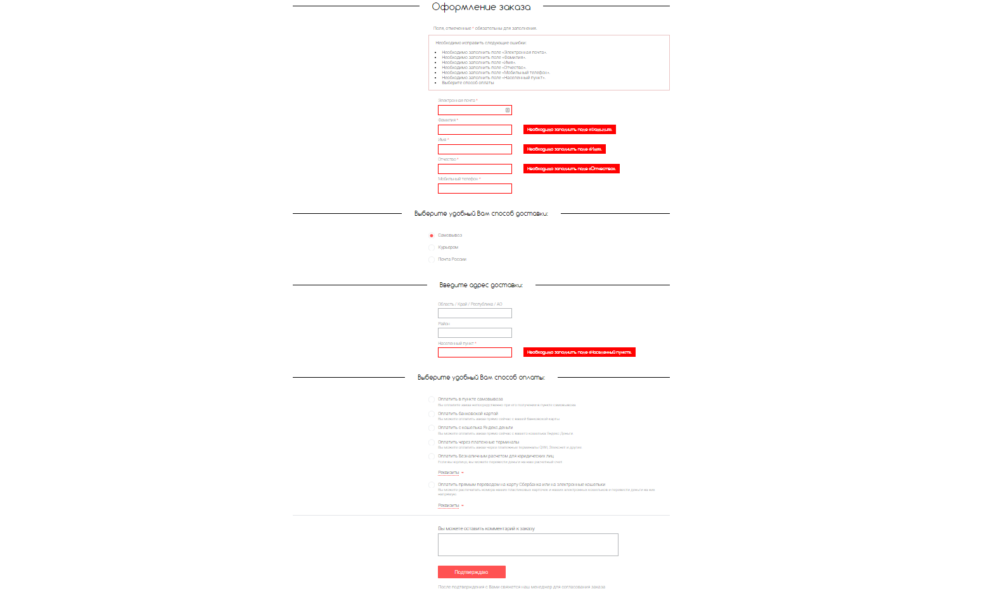 Оформление заказа
Поля, отмеченные * обязательны для заполнения.
Необходимо исправить следующие ошибки:
Необходимо заполнить поле «Электронная почта».
Необходимо заполнить поле «Фамилия».
Необходимо заполнить поле «Имя».
Необходимо заполнить поле «Отчество».
Необходимо заполнить поле «Мобильный телефон».
Необходимо заполнить поле «Населенный пункт».
Выберите способ оплаты
Электронная почта *
Фамилия *
Необходимо заполнить поле «Фамилия».
Имя *
Необходимо заполнить поле «Имя».
Отчество *
Необходимо заполнить поле «Отчество».
Мобильный телефон *
Выберите удобный Вам способ доставки:
Самовывоз
Курьером
Почта России
Введите адрес доставки:
Область / Край / Республика / АО
Район
Населенный пункт *
Необходимо заполнить поле «Населенный пункт».
Выберите удобный Вам способ оплаты:
Оплатить в пункте самовывоза
Вы оплатите заказ непосредственно при его получении в пункте самовывоза
Оплатить банковской картой
Вы можете оплатить заказ прямо сейчас с вашей банковской карты
Оплатить с кошелька Яндекс.деньги
Вы можете оплатить заказ прямо сейчас с вашего кошелька Яндекс.Деньги
Оплатить через платежные терминалы
Вы можете оплатить заказ через платежные терминалы QIWI, Элекснет и другие.
Оплатить Безналичным расчетом для юридических лиц
Если вы юрлицо, вы можете перевести деньги на наш расчетный счет
Реквизиты
Оплатить прямым переводом на карту Сбербанка или на электронные кошельки
Вы можете распечатать номера наших пластиковых карточек и наших электронных кошельков и перевести деньги на них
напрямую
Реквизиты
Вы можете оставить комментарий к заказу
Подтверждаю
После подтверждения с Вами свяжется наш менеджер для согласования заказа